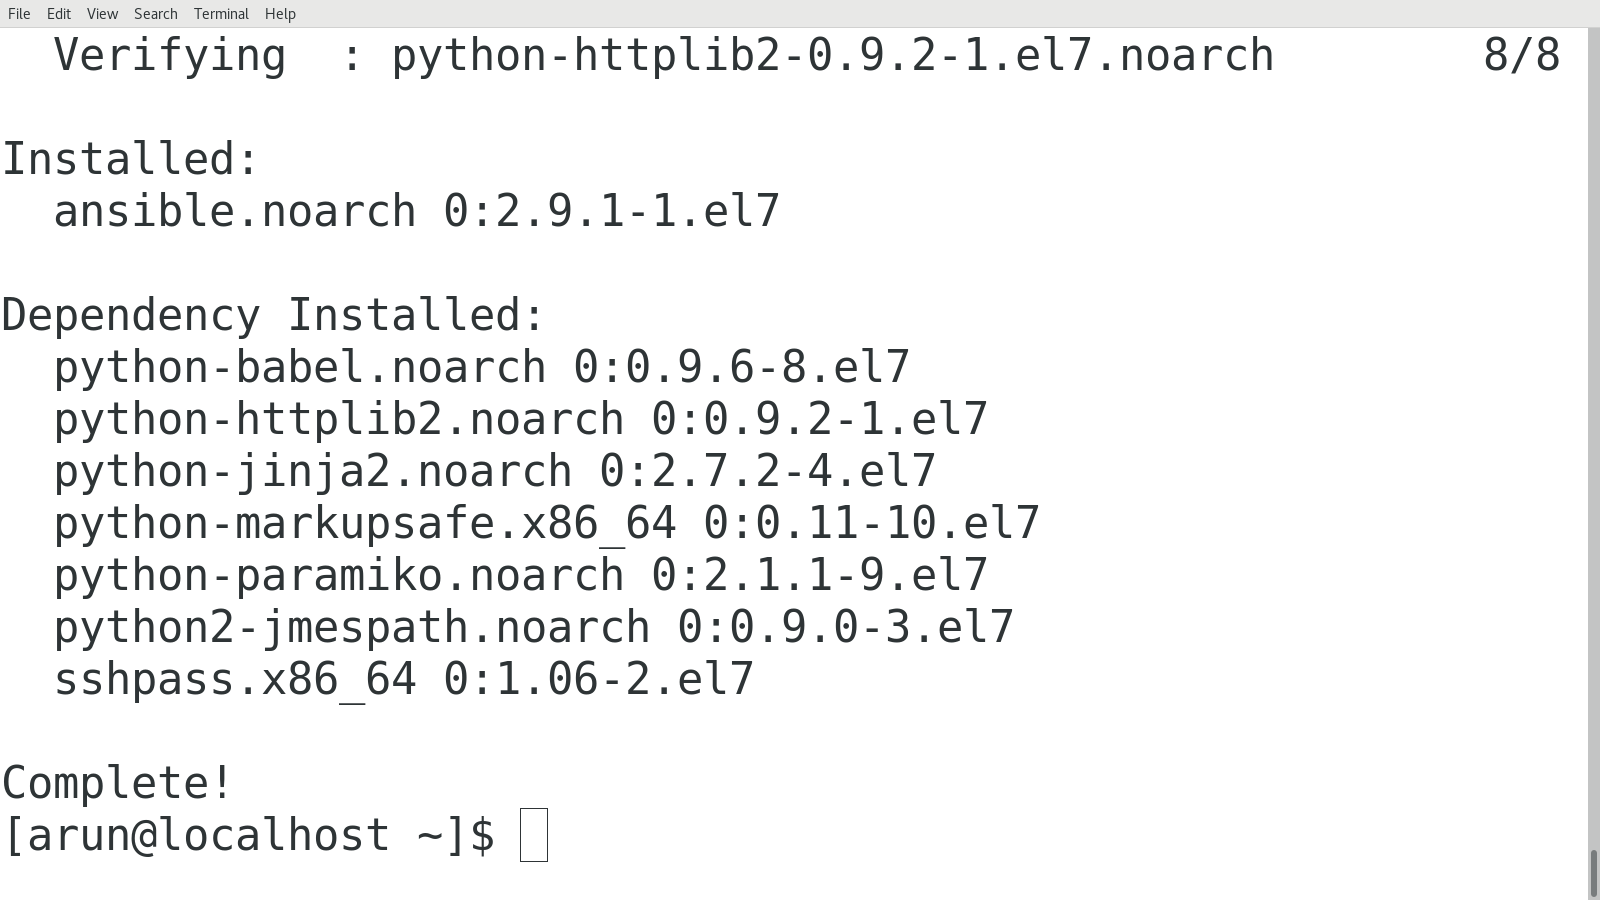 File Edit View Search Terminal Help
  Verifying  : python-httplib2-0.9.2-1.el7.noarch        8/8
Installed:
  ansible.noarch 0:2.9.1-1.el7
Dependency Installed:
  python-babel.noarch 0:0.9.6-8.el7
  python-httplib2.noarch 0:0.9.2-1.el7
  python-jinja2.noarch 0:2.7.2-4.el7
  python-markupsafe.x86_64 0:0.11-10.el7
  python-paramiko.noarch 0:2.1.1-9.el7
  python2-jmespath.noarch 0:0.9.0-3.el7
  sshpass.x86_64 0:1.06-2.el7
Complete!
[arun@localhost ~]$